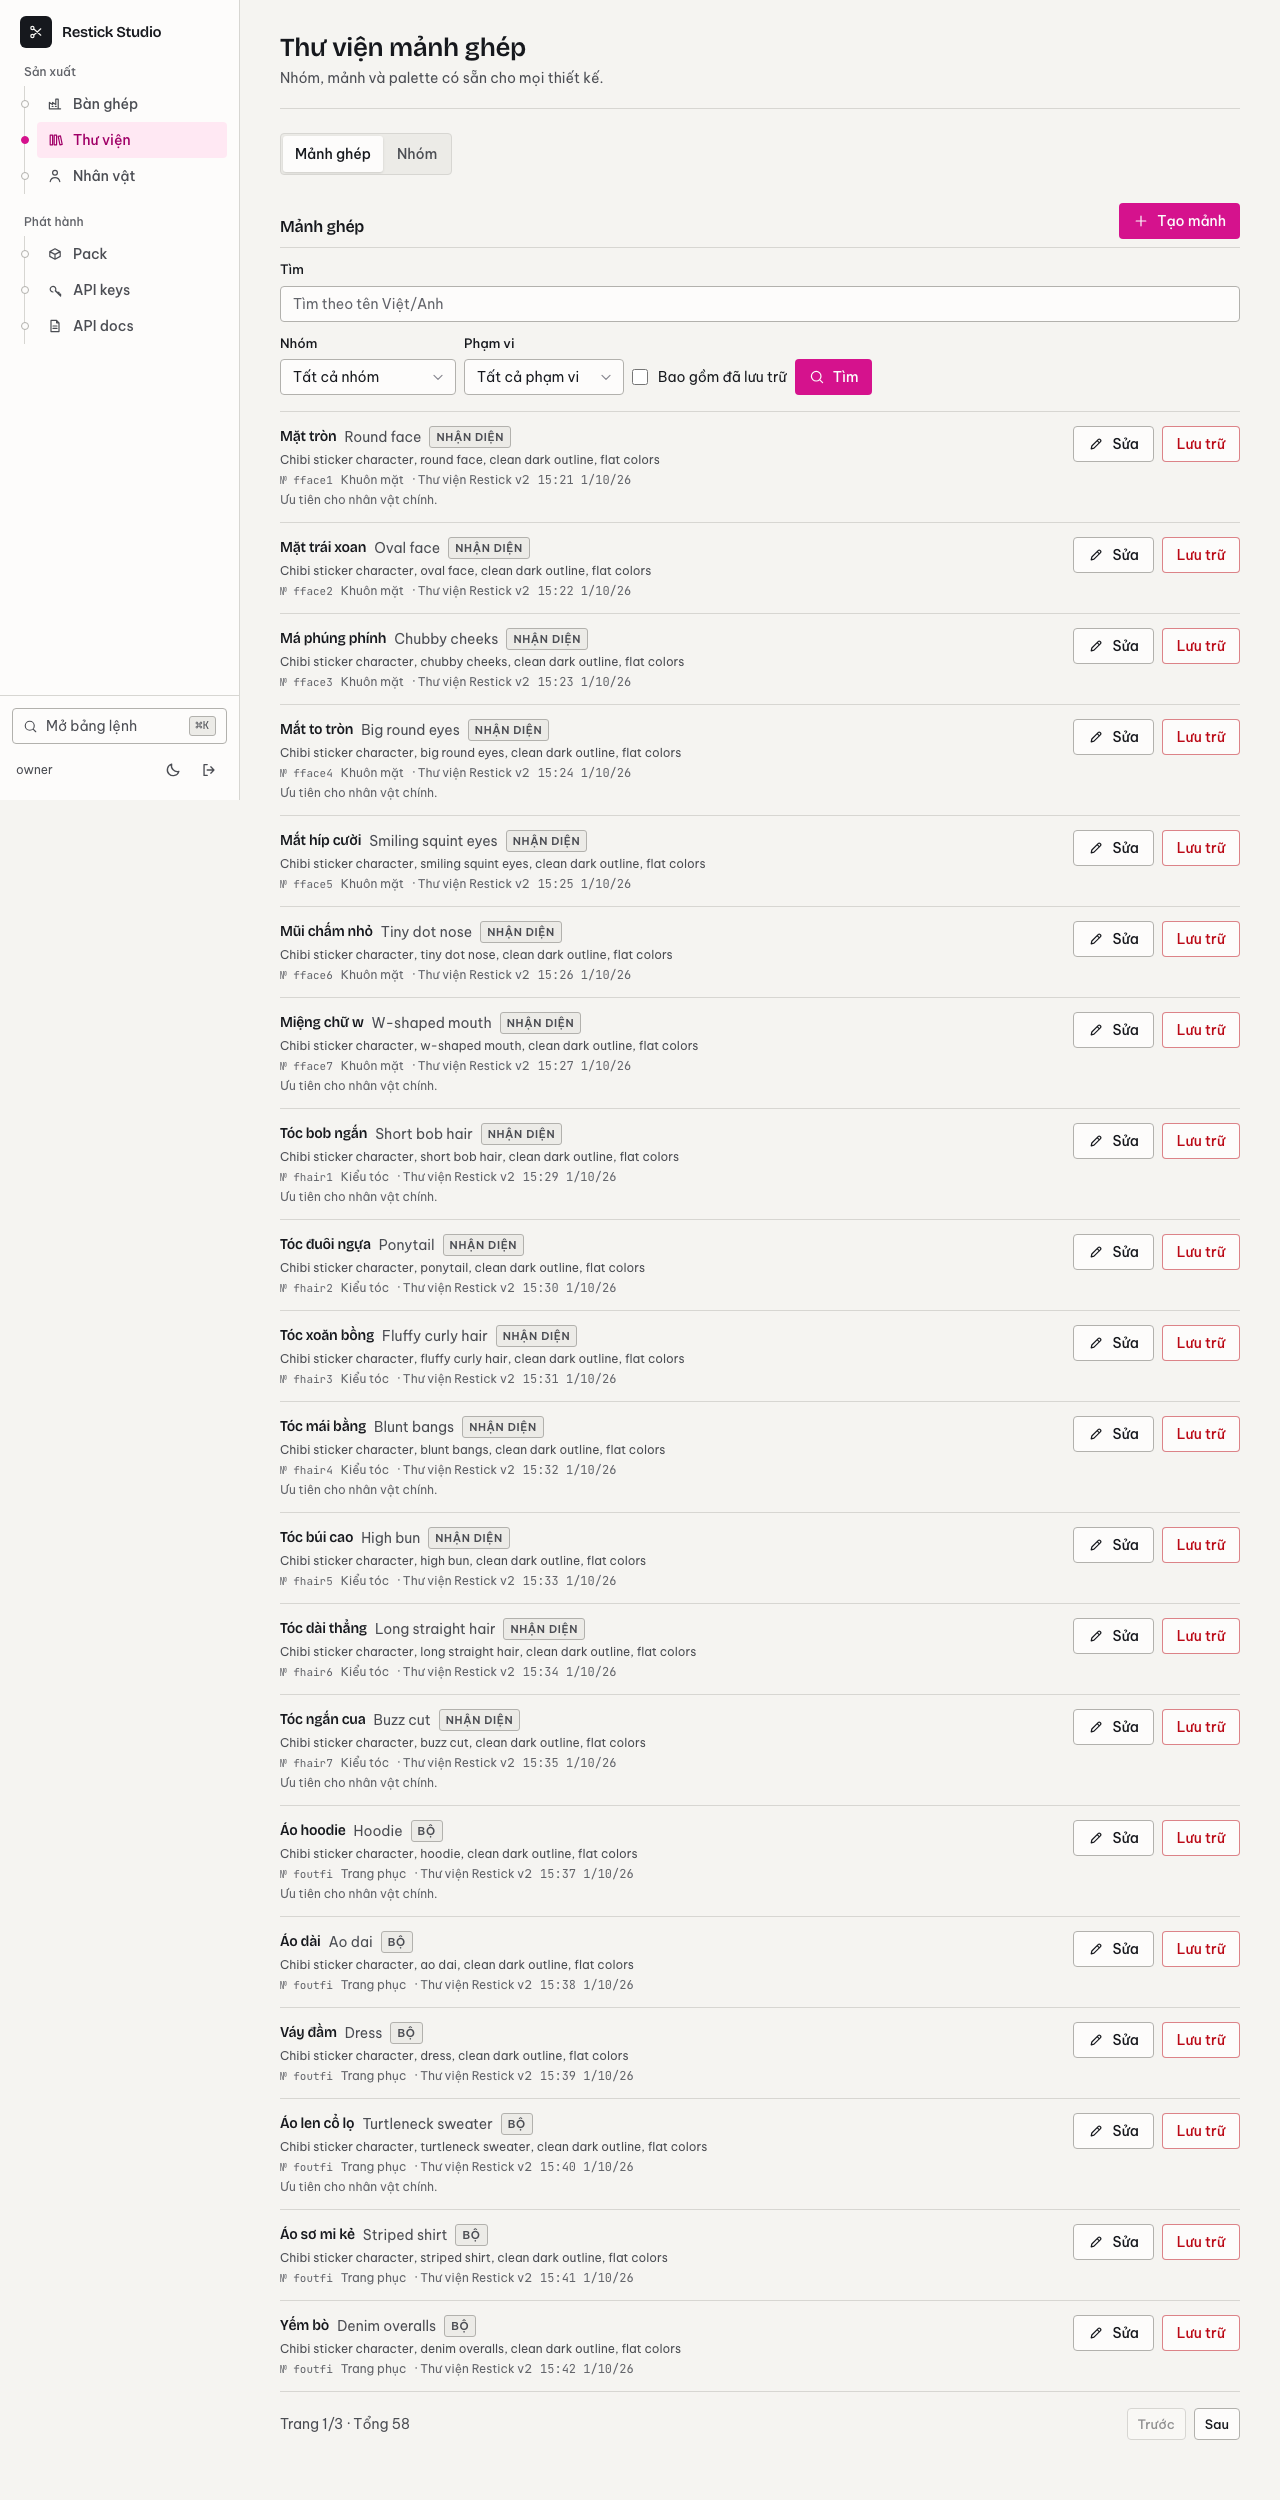 Restick Studio
Sản xuất
Bàn ghép
Thư viện
Nhân vật
Phát hành
Pack
API keys
API docs
Mở bảng lệnh ⌘K
owner
Thư viện mảnh ghép
Nhóm, mảnh và palette có sẵn cho mọi thiết kế.
Mảnh ghép Nhóm
Mảnh ghép
Tạo mảnh
Tìm
Tìm theo tên Việt/Anh
Nhóm Phạm vi
Tất cả nhóm Tất cả phạm vi Bao gồm đã lưu trữ Tìm
Mặt tròn Round face NHẬN DIỆN Sửa Lưu trữ
Chibi sticker character, round face, clean dark outline, flat colors
№ fface1 Khuôn mặt · Thư viện Restick v2 15:21 1/10/26
Ưu tiên cho nhân vật chính.
Mặt trái xoan Oval face NHẬN DIỆN Sửa Lưu trữ
Chibi sticker character, oval face, clean dark outline, flat colors
№ fface2 Khuôn mặt · Thư viện Restick v2 15:22 1/10/26
Má phúng phính Chubby cheeks NHẬN DIỆN Sửa Lưu trữ
Chibi sticker character, chubby cheeks, clean dark outline, flat colors
№ fface3 Khuôn mặt · Thư viện Restick v2 15:23 1/10/26
Mắt to tròn Big round eyes NHẬN DIỆN Sửa Lưu trữ
Chibi sticker character, big round eyes, clean dark outline, flat colors
№ fface4 Khuôn mặt · Thư viện Restick v2 15:24 1/10/26
Ưu tiên cho nhân vật chính.
Mắt híp cười Smiling squint eyes NHẬN DIỆN Sửa Lưu trữ
Chibi sticker character, smiling squint eyes, clean dark outline, flat colors
№ fface5 Khuôn mặt · Thư viện Restick v2 15:25 1/10/26
Mũi chấm nhỏ Tiny dot nose NHẬN DIỆN Sửa Lưu trữ
Chibi sticker character, tiny dot nose, clean dark outline, flat colors
№ fface6 Khuôn mặt · Thư viện Restick v2 15:26 1/10/26
Miệng chữ w W-shaped mouth NHẬN DIỆN Sửa Lưu trữ
Chibi sticker character, w-shaped mouth, clean dark outline, flat colors
№ fface7 Khuôn mặt · Thư viện Restick v2 15:27 1/10/26
Ưu tiên cho nhân vật chính.
Tóc bob ngắn Short bob hair NHẬN DIỆN Sửa Lưu trữ
Chibi sticker character, short bob hair, clean dark outline, flat colors
№ fhair1 Kiểu tóc · Thư viện Restick v2 15:29 1/10/26
Ưu tiên cho nhân vật chính.
Tóc đuôi ngựa Ponytail NHẬN DIỆN Sửa Lưu trữ
Chibi sticker character, ponytail, clean dark outline, flat colors
№ fhair2 Kiểu tóc · Thư viện Restick v2 15:30 1/10/26
Tóc xoăn bồng Fluffy curly hair NHẬN DIỆN Sửa Lưu trữ
Chibi sticker character, fluffy curly hair, clean dark outline, flat colors
№ fhair3 Kiểu tóc · Thư viện Restick v2 15:31 1/10/26
Tóc mái bằng Blunt bangs NHẬN DIỆN Sửa Lưu trữ
Chibi sticker character, blunt bangs, clean dark outline, flat colors
№ fhair4 Kiểu tóc · Thư viện Restick v2 15:32 1/10/26
Ưu tiên cho nhân vật chính.
Tóc búi cao High bun NHẬN DIỆN Sửa Lưu trữ
Chibi sticker character, high bun, clean dark outline, flat colors
№ fhair5 Kiểu tóc · Thư viện Restick v2 15:33 1/10/26
Tóc dài thẳng Long straight hair NHẬN DIỆN Sửa Lưu trữ
Chibi sticker character, long straight hair, clean dark outline, flat colors
№ fhair6 Kiểu tóc · Thư viện Restick v2 15:34 1/10/26
Tóc ngắn cua Buzz cut NHẬN DIỆN Sửa Lưu trữ
Chibi sticker character, buzz cut, clean dark outline, flat colors
№ fhair7 Kiểu tóc · Thư viện Restick v2 15:35 1/10/26
Ưu tiên cho nhân vật chính.
Áo hoodie Hoodie BỘ Sửa Lưu trữ
Chibi sticker character, hoodie, clean dark outline, flat colors
№ foutfi Trang phục · Thư viện Restick v2 15:37 1/10/26
Ưu tiên cho nhân vật chính.
Áo dài Ao dai BỘ Sửa Lưu trữ
Chibi sticker character, ao dai, clean dark outline, flat colors
№ foutfi Trang phục · Thư viện Restick v2 15:38 1/10/26
Váy đầm Dress BỘ Sửa Lưu trữ
Chibi sticker character, dress, clean dark outline, flat colors
№ foutfi Trang phục · Thư viện Restick v2 15:39 1/10/26
Áo len cổ lọ Turtleneck sweater BỘ Sửa Lưu trữ
Chibi sticker character, turtleneck sweater, clean dark outline, flat colors
№ foutfi Trang phục · Thư viện Restick v2 15:40 1/10/26
Ưu tiên cho nhân vật chính.
Áo sơ mi kẻ Striped shirt BỘ Sửa Lưu trữ
Chibi sticker character, striped shirt, clean dark outline, flat colors
№ foutfi Trang phục · Thư viện Restick v2 15:41 1/10/26
Yếm bò Denim overalls BỘ Sửa Lưu trữ
Chibi sticker character, denim overalls, clean dark outline, flat colors
№ foutfi Trang phục · Thư viện Restick v2 15:42 1/10/26
Trang 1/3 · Tổng 58 Trước Sau